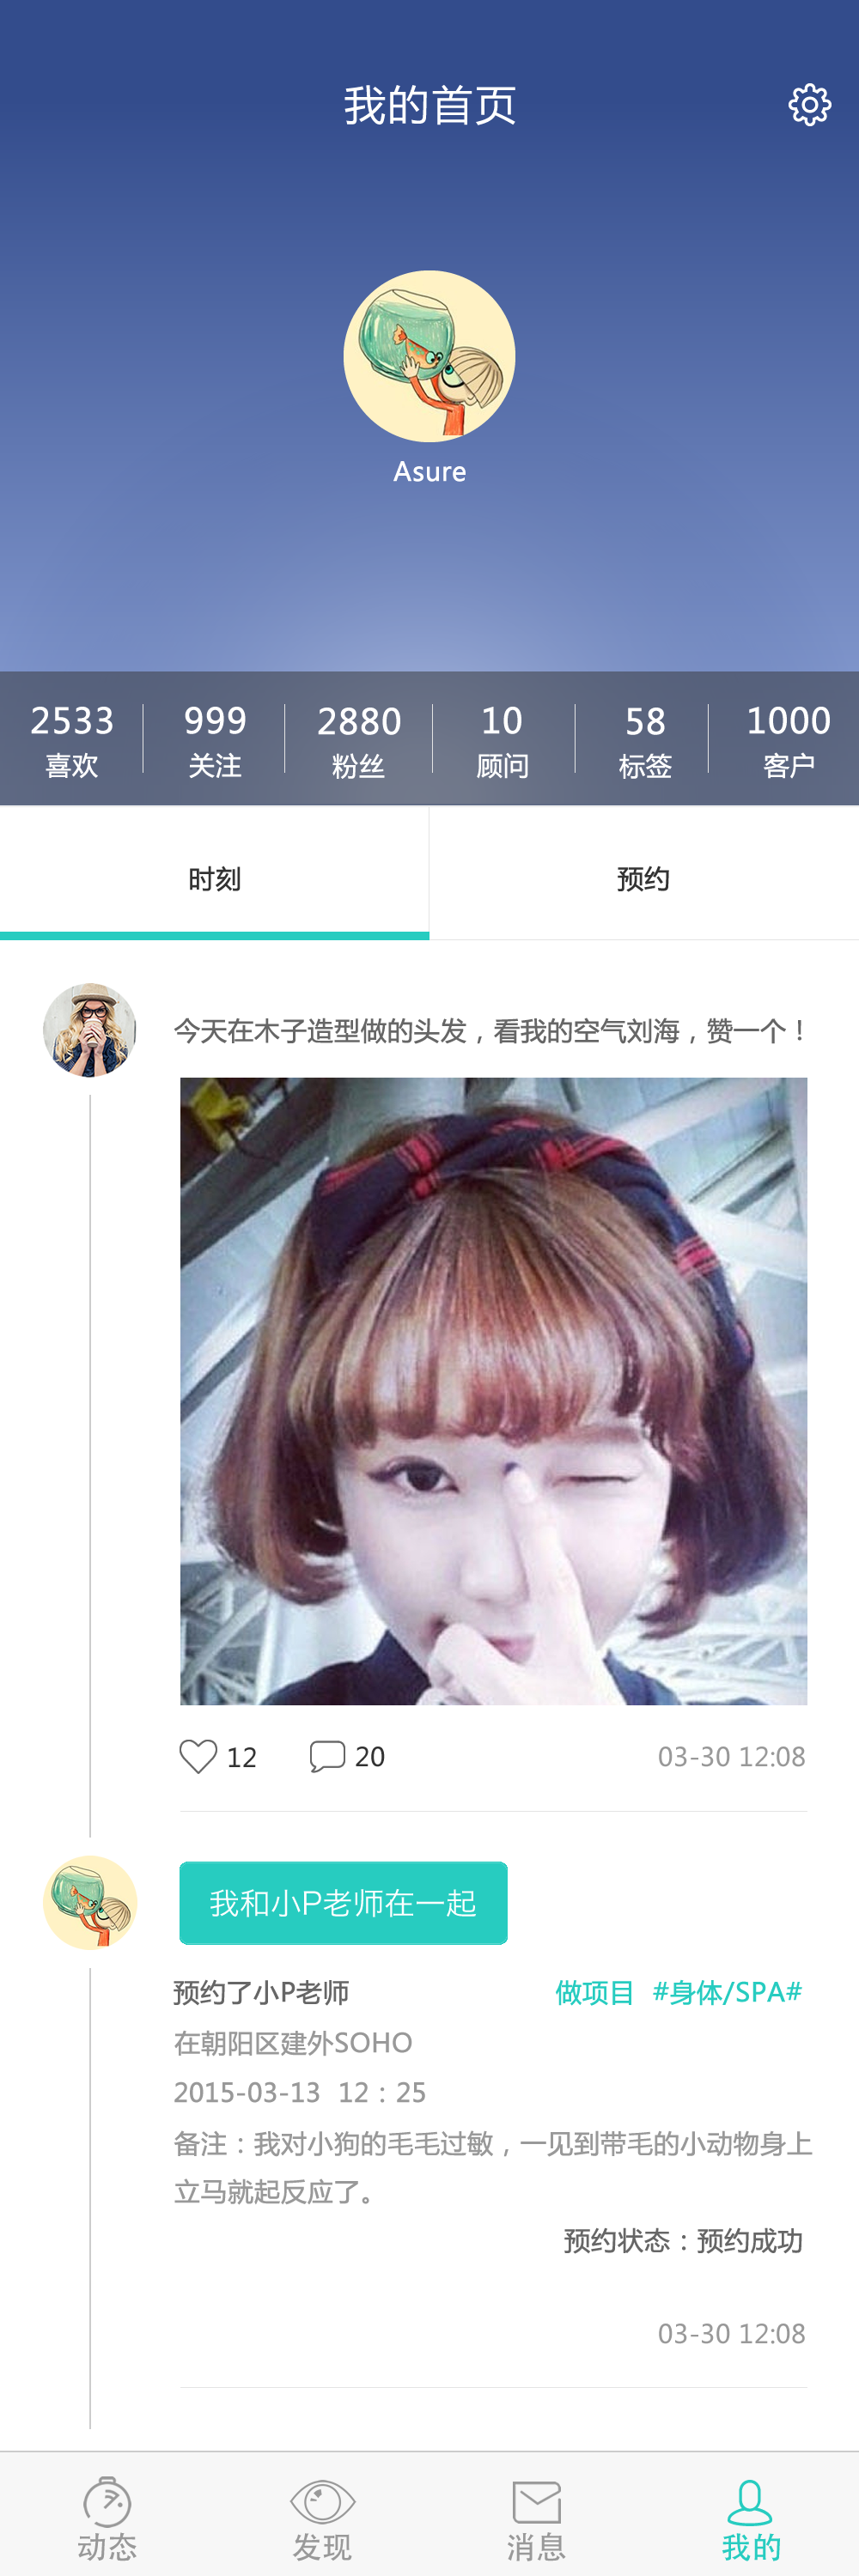 我的首页
Asure
2533 999 2880 10 58 1000
喜欢 关注 粉丝 顾问 标签 客户
时刻 预约
今天在木子造型做的头发，看我的空气刘海，赞一个！
12 20 03-30 12:08
我和小P老师在一起
预约了小P老师 做项目 #身体/SPA#
在朝阳区建外SOHO
2015-03-13 12：25
备注：我对小狗的毛毛过敏，一见到带毛的小动物身上
立马就起反应了。
预约状态：预约成功
03-30 12:08
动态 发现 消息 我的